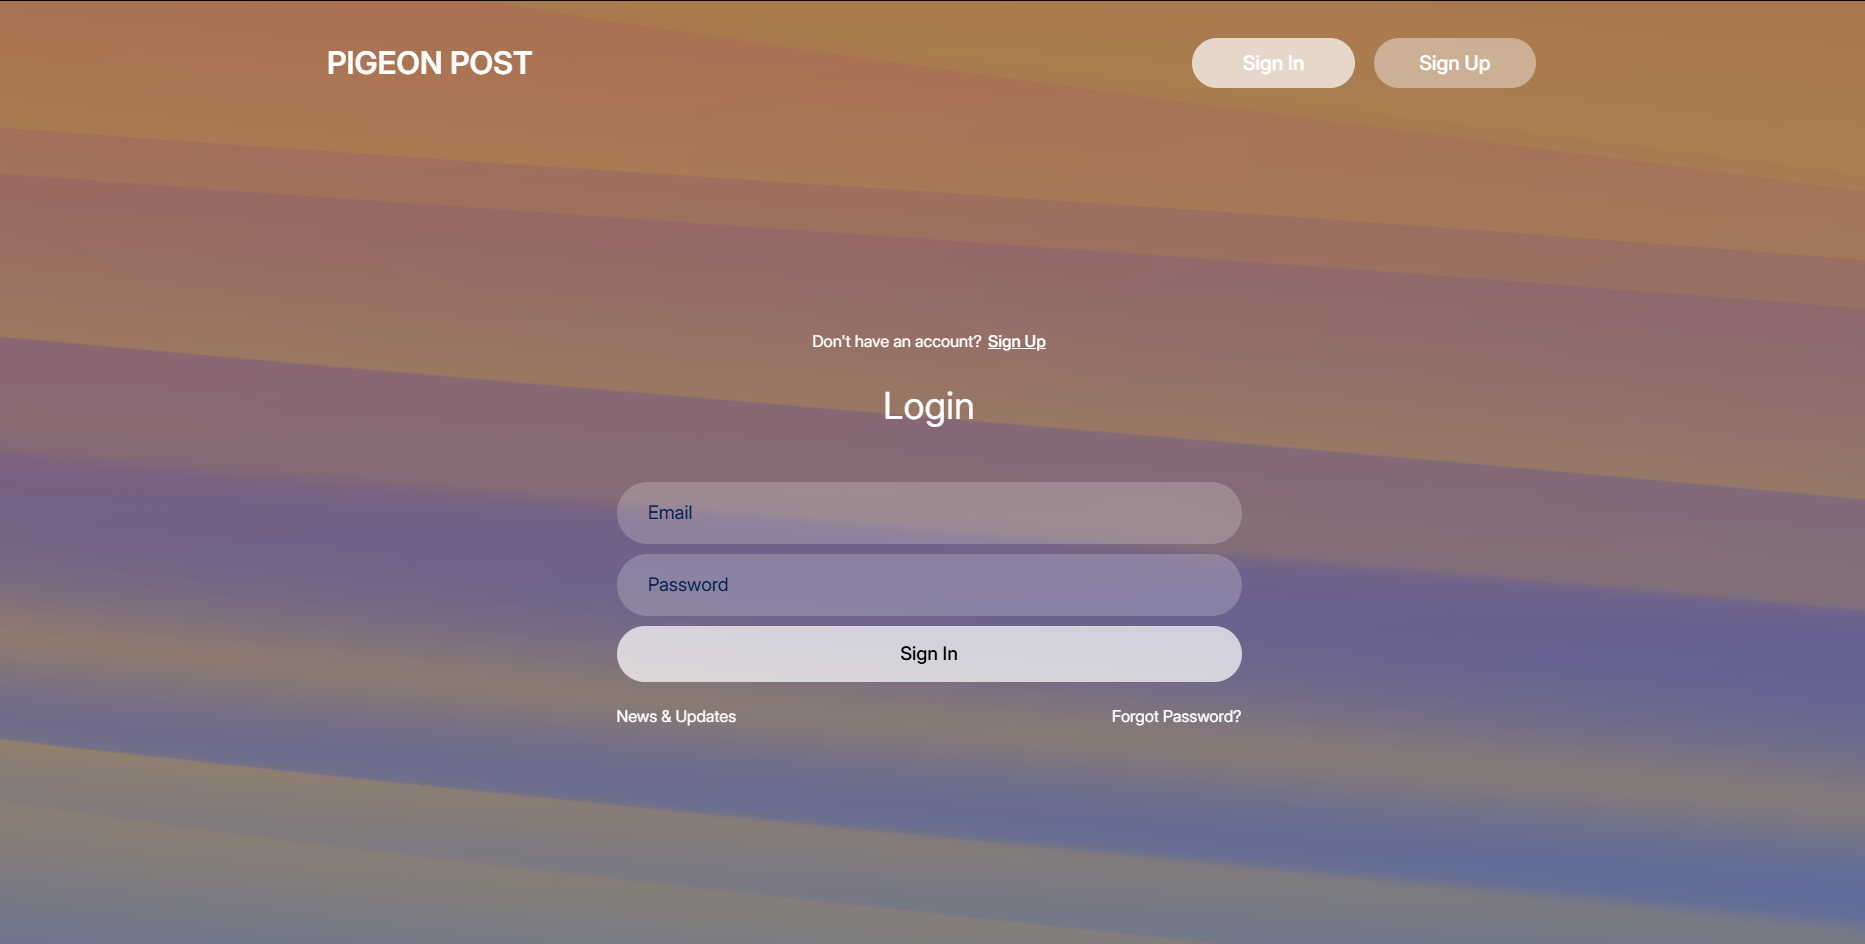 PIGEON POST
Sign In
Sign Up
Don't have an account? Sign Up
Login
Email
Password
Sign In
News & Updates
Forgot Password?